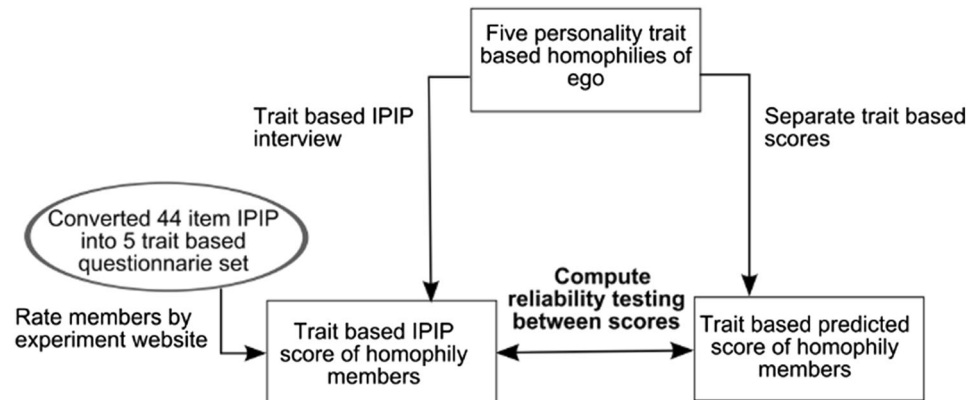 Five personality trait
based homophilies of
ego
Trait based IPIP
interview
Separate trait based
scores
Converted 44 item IPIP
into 5 trait based
questionnarie set
Rate members by
experiment website
Compute
reliability testing
between scores
Trait based IPIP
score of homophily
members
Trait based predicted
score of homophily
members